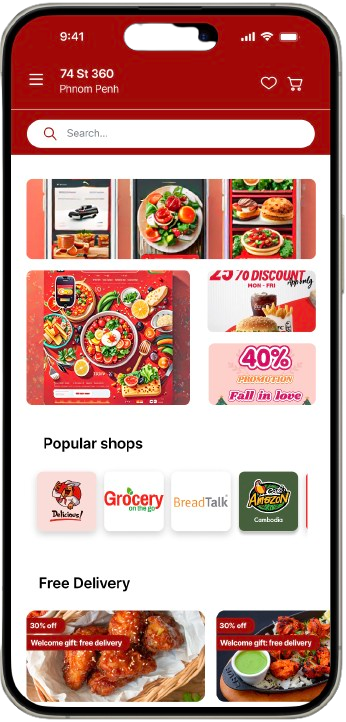 9:41
74 St 360
Phnom Penh
Search...
25% DISCOUNT
MON - FRI
App only
40%
PROMOTION
Fall in love
Popular shops
Delicious!
Grocery
on the go
BreadTalk
Café
Amazon
Cambodia
Free Delivery
30% off
Welcome gift: free delivery
30% off
Welcome gift: free delivery